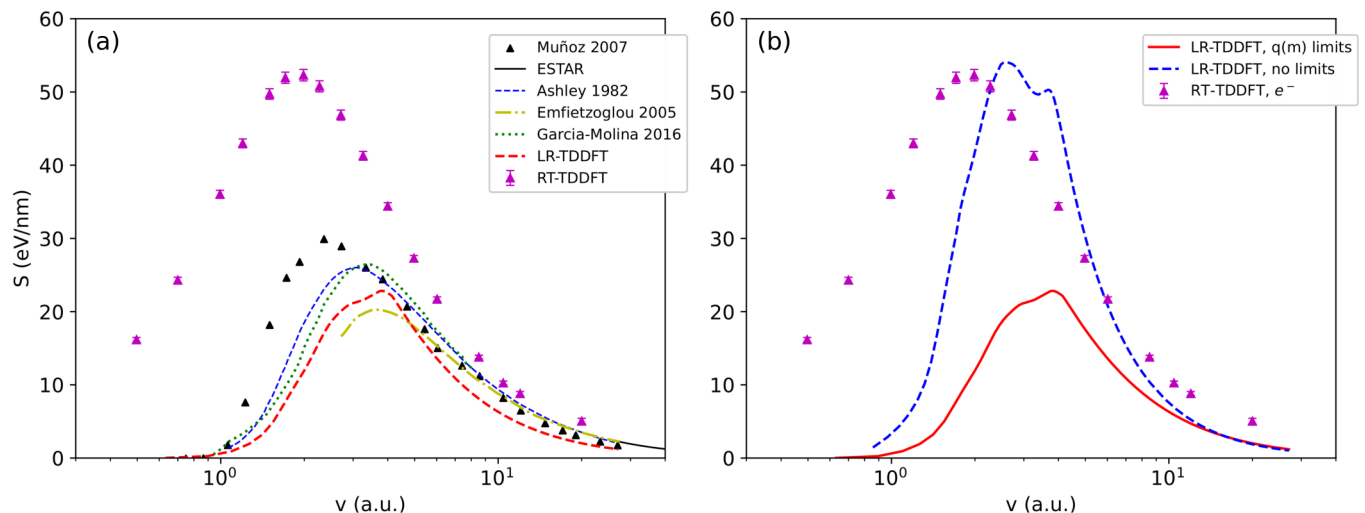 (a)
60
50
40
30
20
10
0
S (eV/nm)
10⁰
10¹
v (a.u.)
Muñoz 2007
ESTAR
Ashley 1982
Emfietzoglou 2005
Garcia-Molina 2016
LR-TDDFT
RT-TDDFT
(b)
60
50
40
30
20
10
0
10⁰
10¹
v (a.u.)
LR-TDDFT, q(m) limits
LR-TDDFT, no limits
RT-TDDFT, e⁻